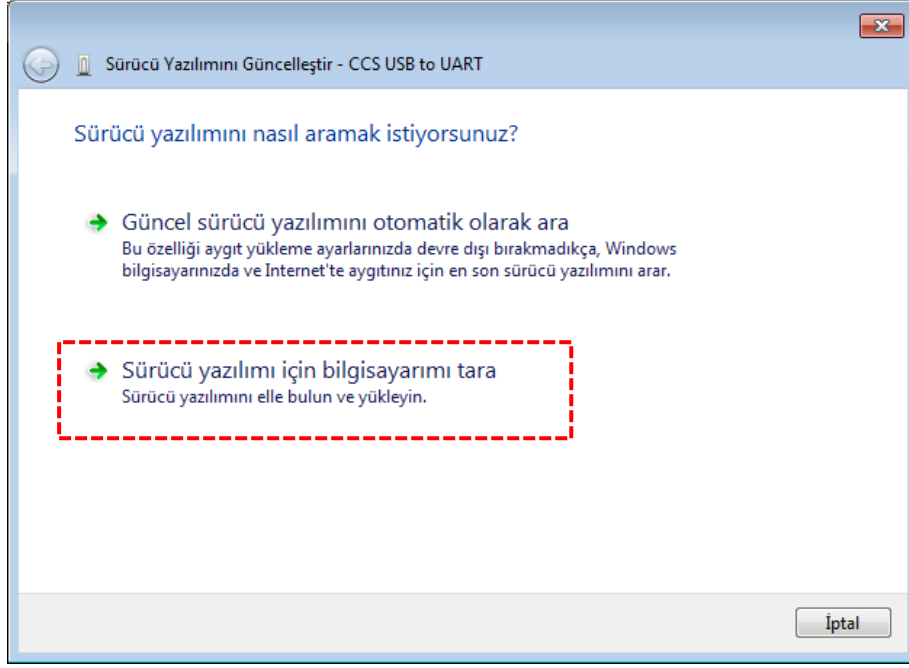 Sürücü Yazılımını Güncelleştir - CCS USB to UART
Sürücü yazılımını nasıl aramak istiyorsunuz?
Güncel sürücü yazılımını otomatik olarak ara
Bu özelliği aygıt yükleme ayarlarınızda devre dışı bırakmadıkça, Windows
bilgisayarınızda ve Internet'te aygıtınız için en son sürücü yazılımını arar.
Sürücü yazılımı için bilgisayarımı tara
Sürücü yazılımını elle bulun ve yükleyin.
İptal